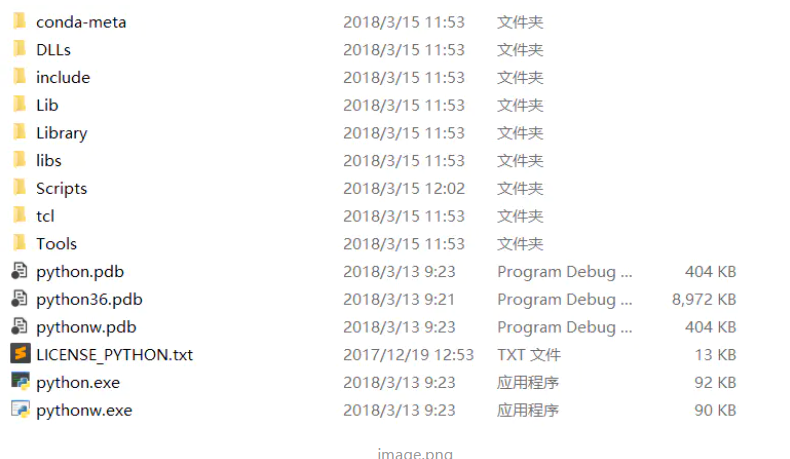 conda-meta 2018/3/15 11:53 文件夹
DLLs 2018/3/15 11:53 文件夹
include 2018/3/15 11:53 文件夹
Lib 2018/3/15 11:53 文件夹
Library 2018/3/15 11:53 文件夹
libs 2018/3/15 11:53 文件夹
Scripts 2018/3/15 12:02 文件夹
tcl 2018/3/15 11:53 文件夹
Tools 2018/3/15 11:53 文件夹
python.pdb 2018/3/13 9:23 Program Debug ... 404 KB
python36.pdb 2018/3/13 9:21 Program Debug ... 8,972 KB
pythonw.pdb 2018/3/13 9:23 Program Debug ... 404 KB
LICENSE_PYTHON.txt 2017/12/19 12:53 TXT 文件 13 KB
python.exe 2018/3/13 9:23 应用程序 92 KB
pythonw.exe 2018/3/13 9:23 应用程序 90 KB
image.png